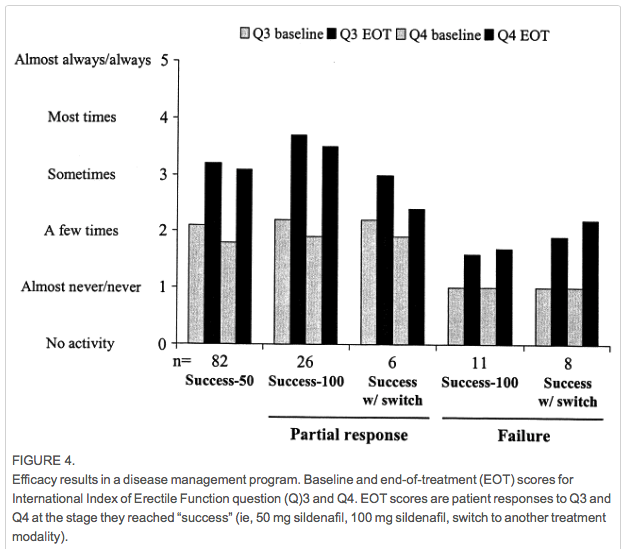 Q3 baseline Q3 EOT Q4 baseline Q4 EOT
Almost always/always 5
Most times 4
Sometimes 3
A few times 2
Almost never/never 1
No activity 0
n= 82 26 6 11 8
Success-50 Success-100 Success Success-100 Success
w/ switch w/ switch
Partial response Failure
FIGURE 4.
Efficacy results in a disease management program. Baseline and end-of-treatment (EOT) scores for
International Index of Erectile Function question (Q)3 and Q4. EOT scores are patient responses to Q3 and
Q4 at the stage they reached “success” (ie, 50 mg sildenafil, 100 mg sildenafil, switch to another treatment
modality).